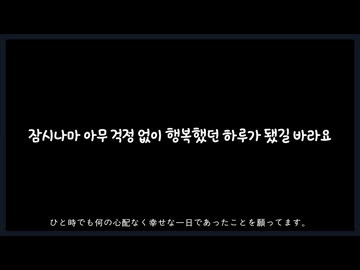 잠시나마 아무 걱정 없이 행복했던 하루가 됐길 바라요
ひと時でも何の心配なく幸せな一日であったことを願ってます。